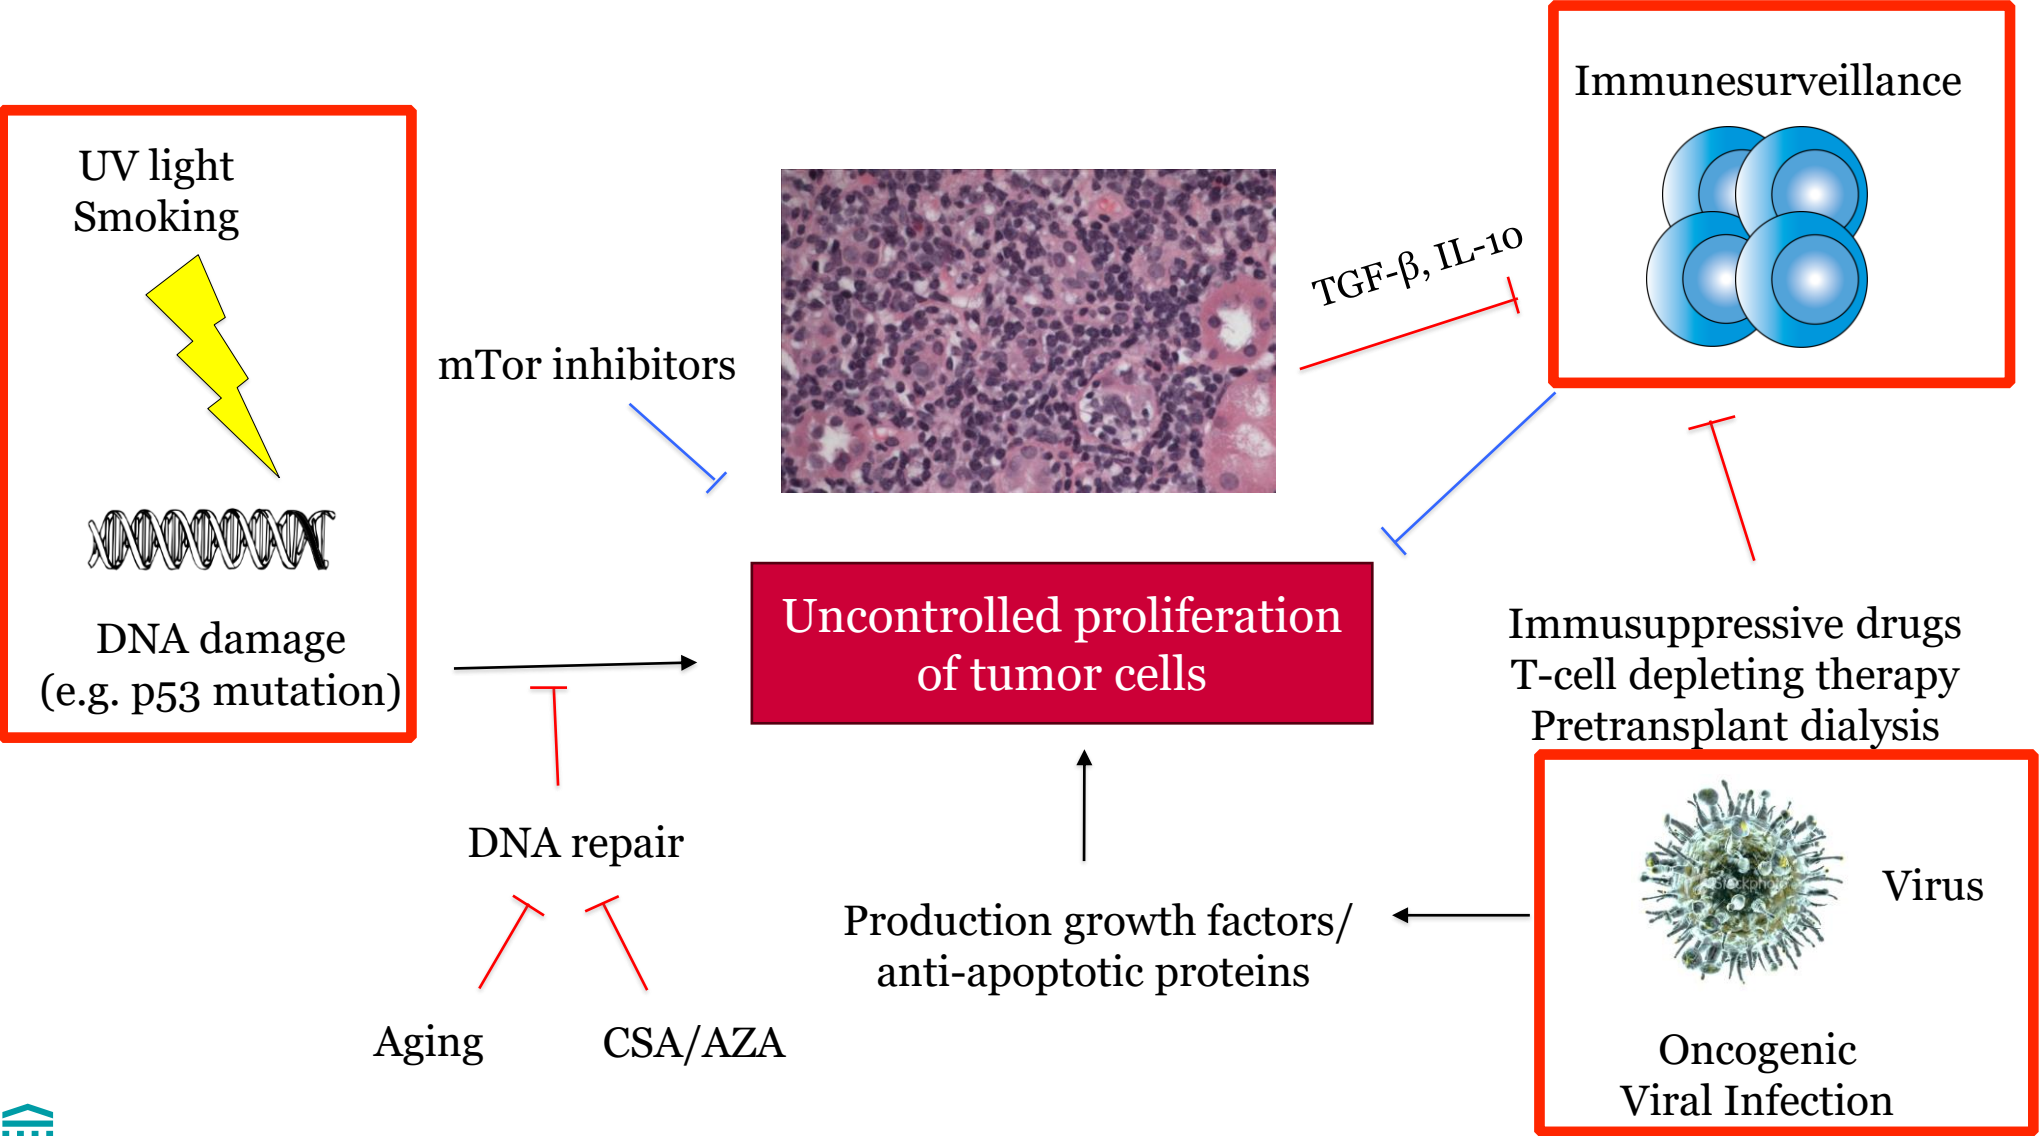 Immunesurveillance
UV light
Smoking
TGF-β, IL-10
mTor inhibitors
DNA damage
(e.g. p53 mutation)
Uncontrolled proliferation
of tumor cells
Immusuppressive drugs
T-cell depleting therapy
Pretransplant dialysis
DNA repair
Production growth factors/
anti-apoptotic proteins
Virus
Aging
CSA/AZA
Oncogenic
Viral Infection